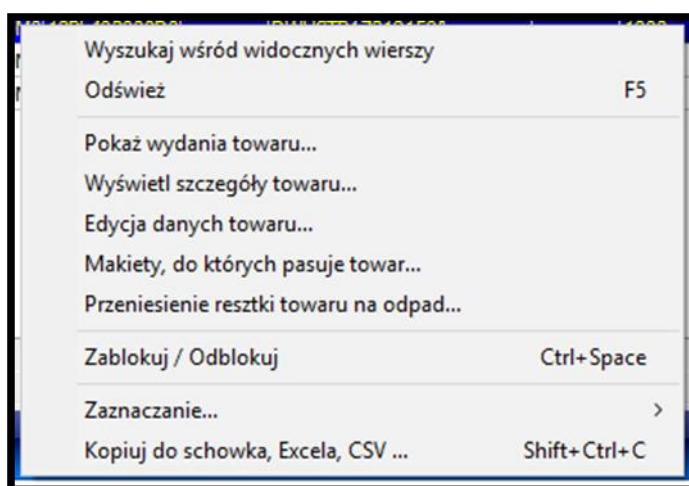 Wyszukaj wśród widocznych wierszy
Odśwież F5
Pokaż wydania towaru...
Wyświetl szczegóły towaru...
Edycja danych towaru...
Makiety, do których pasuje towar...
Przeniesienie resztki towaru na odpad...
Zablokuj / Odblokuj Ctrl+Space
Zaznaczanie... >
Kopiuj do schowka, Excela, CSV ... Shift+Ctrl+C